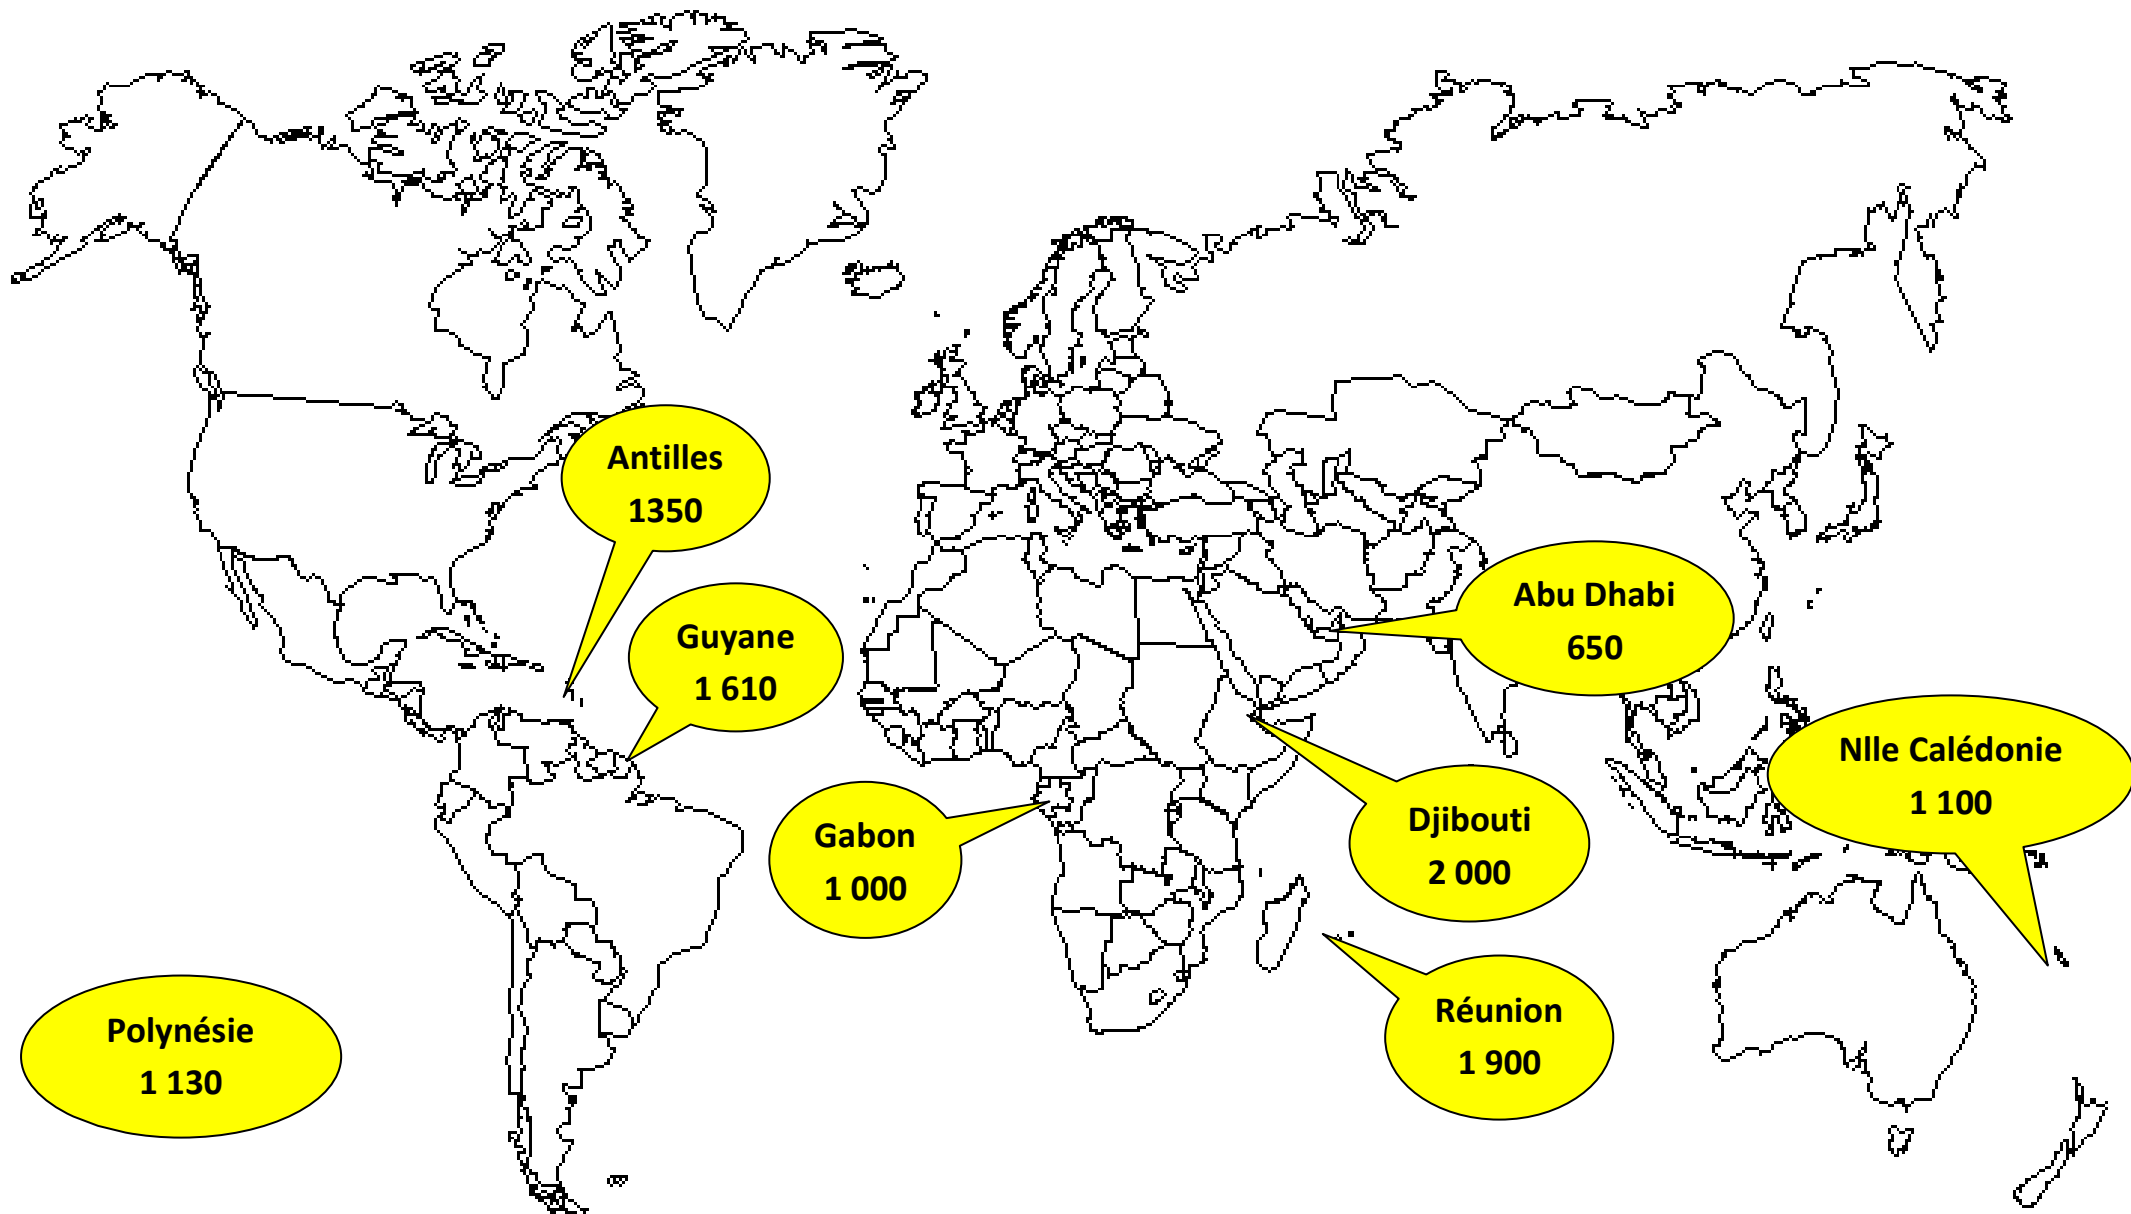 Antilles
1350
Guyane
1 610
Abu Dhabi
650
Nlle Calédonie
1 100
Gabon
1 000
Djibouti
2 000
Réunion
1 900
Polynésie
1 130